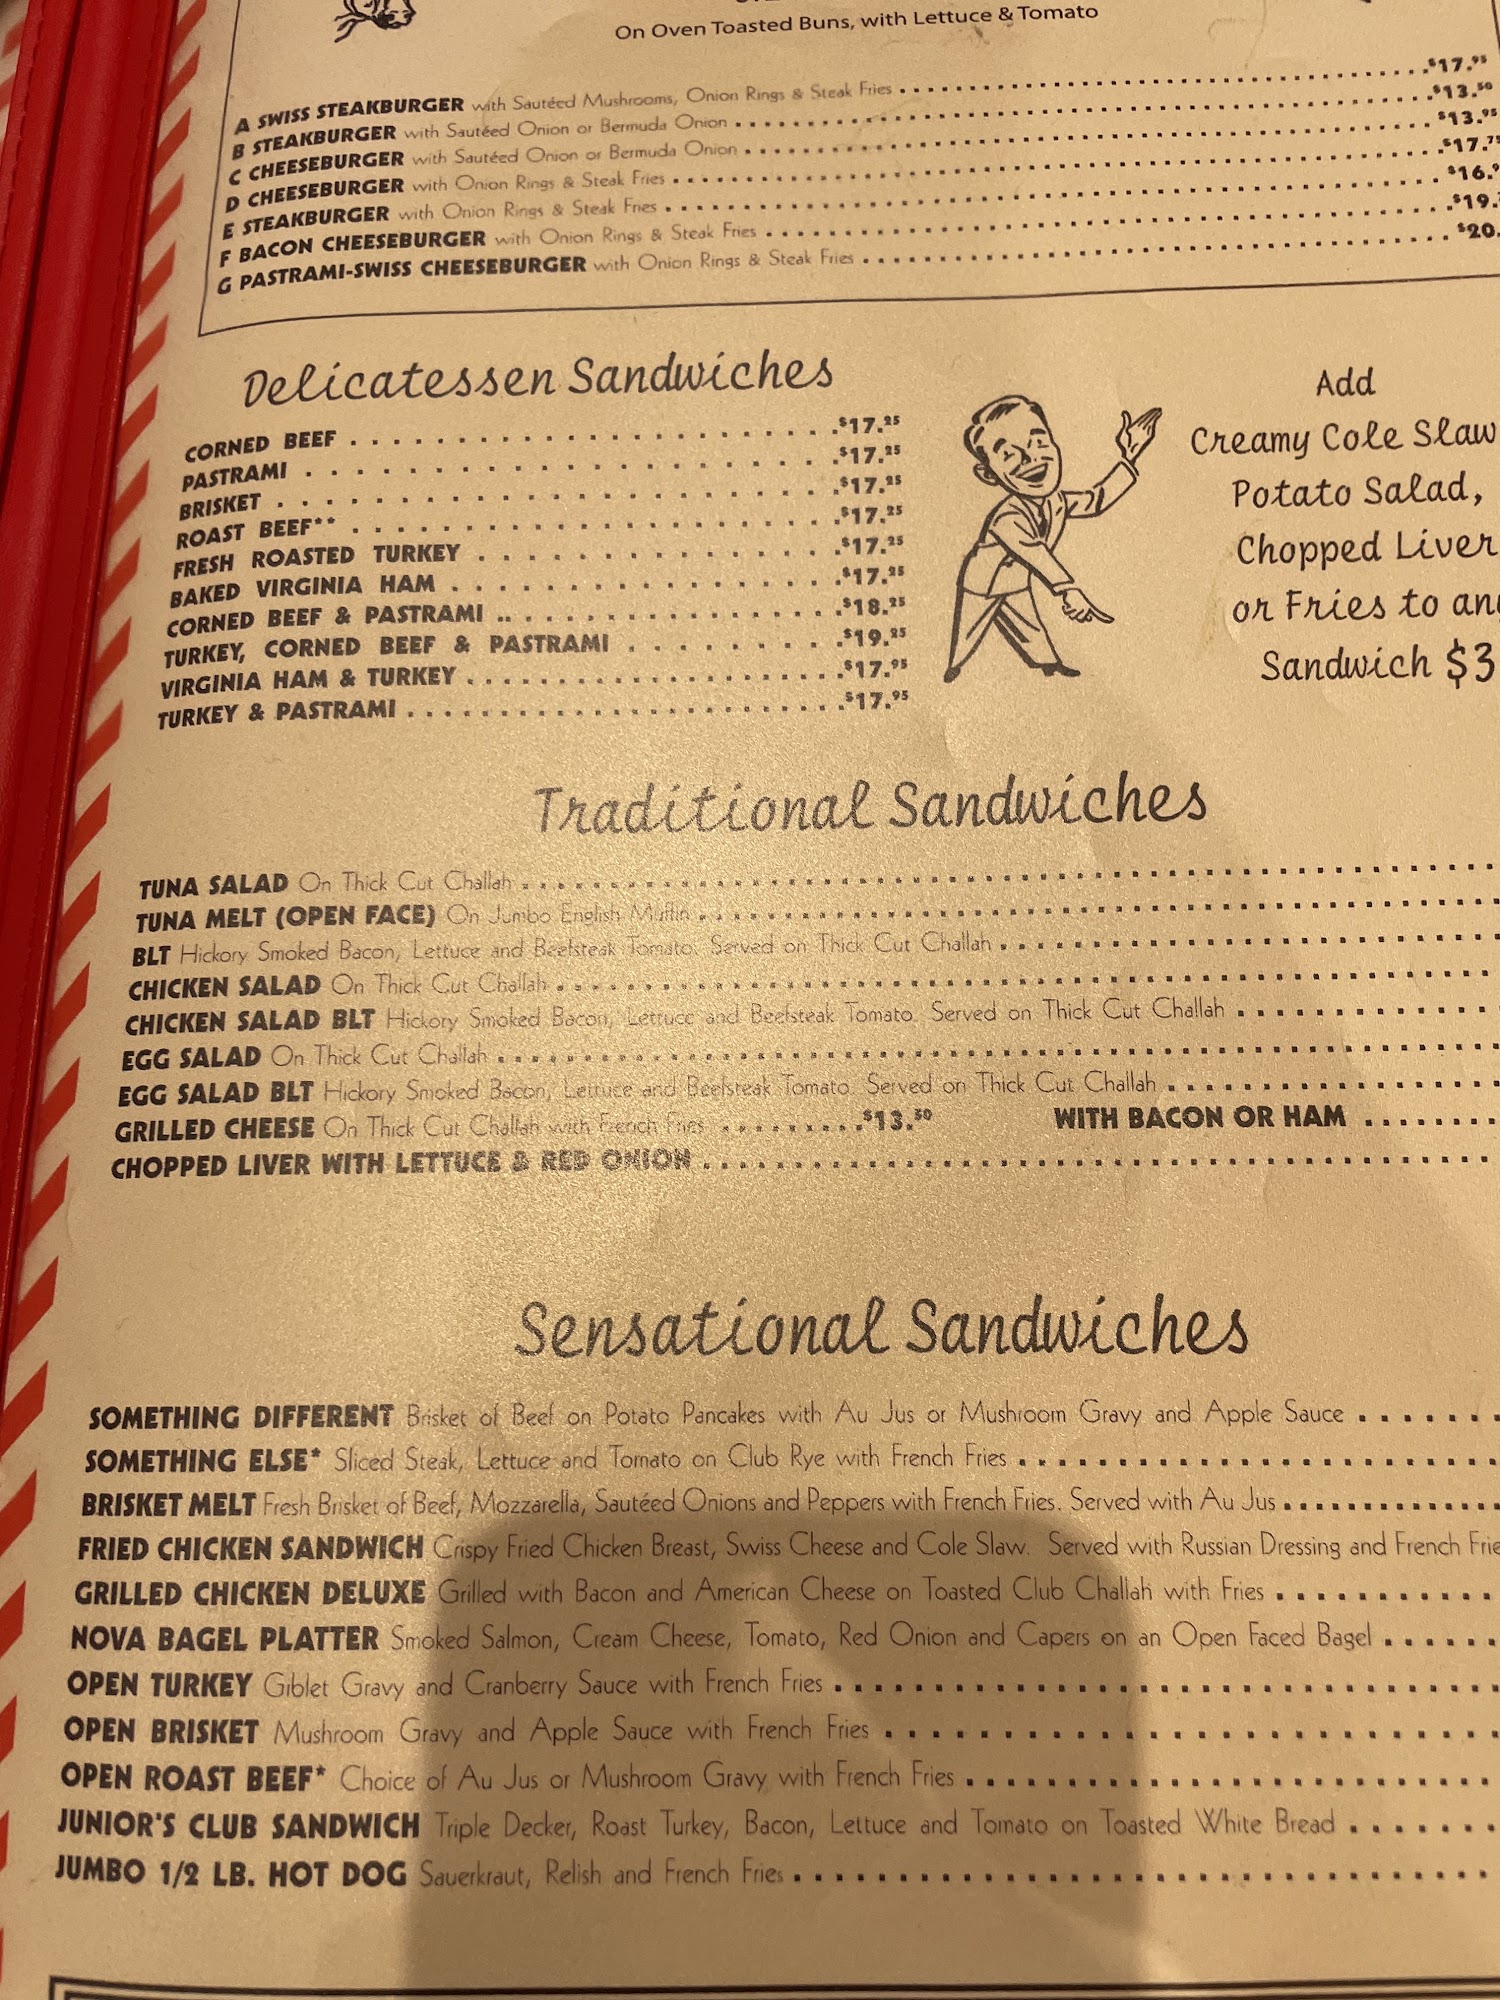 On Oven Toasted Buns, with Lettuce & Tomato
A SWISS STEAKBURGER with Sautéed Mushrooms, Onion Rings & Steak Fries $17.95
B STEAKBURGER with Sautéed Onion or Bermuda Onion $13.50
C CHEESEBURGER with Sautéed Onion or Bermuda Onion $13.95
D CHEESEBURGER with Onion Rings & Steak Fries $17.75
E STEAKBURGER with Onion Rings & Steak Fries $16.
F BACON CHEESEBURGER with Onion Rings & Steak Fries $19.
G PASTRAMI-SWISS CHEESEBURGER with Onion Rings & Steak Fries $20.
Delicatessen Sandwiches
CORNED BEEF $17.25
PASTRAMI $17.25
BRISKET $17.25
ROAST BEEF** $17.25
FRESH ROASTED TURKEY $17.25
BAKED VIRGINIA HAM $17.25
CORNED BEEF & PASTRAMI $18.25
TURKEY, CORNED BEEF & PASTRAMI $19.25
VIRGINIA HAM & TURKEY $17.95
TURKEY & PASTRAMI $17.95
Add
Creamy Cole Slaw
Potato Salad,
Chopped Liver
or Fries to any
Sandwich $3
Traditional Sandwiches
TUNA SALAD On Thick Cut Challah
TUNA MELT (OPEN FACE) On Jumbo English Muffin
BLT Hickory Smoked Bacon, Lettuce and Beefsteak Tomato. Served on Thick Cut Challah
CHICKEN SALAD On Thick Cut Challah
CHICKEN SALAD BLT Hickory Smoked Bacon, Lettuce and Beefsteak Tomato. Served on Thick Cut Challah
EGG SALAD On Thick Cut Challah
EGG SALAD BLT Hickory Smoked Bacon, Lettuce and Beefsteak Tomato. Served on Thick Cut Challah
GRILLED CHEESE On Thick Cut Challah with French Fries $13.50 WITH BACON OR HAM
CHOPPED LIVER WITH LETTUCE & RED ONION
Sensational Sandwiches
SOMETHING DIFFERENT Brisket of Beef on Potato Pancakes with Au Jus or Mushroom Gravy and Apple Sauce
SOMETHING ELSE* Sliced Steak, Lettuce and Tomato on Club Rye with French Fries
BRISKET MELT Fresh Brisket of Beef, Mozzarella, Sautéed Onions and Peppers with French Fries. Served with Au Jus
FRIED CHICKEN SANDWICH Crispy Fried Chicken Breast, Swiss Cheese and Cole Slaw. Served with Russian Dressing and French Frie
GRILLED CHICKEN DELUXE Grilled with Bacon and American Cheese on Toasted Club Challah with Fries
NOVA BAGEL PLATTER Smoked Salmon, Cream Cheese, Tomato, Red Onion and Capers on an Open Faced Bagel
OPEN TURKEY Giblet Gravy and Cranberry Sauce with French Fries
OPEN BRISKET Mushroom Gravy and Apple Sauce with French Fries
OPEN ROAST BEEF* Choice of Au Jus or Mushroom Gravy with French Fries
JUNIOR'S CLUB SANDWICH Triple Decker, Roast Turkey, Bacon, Lettuce and Tomato on Toasted White Bread
JUMBO 1/2 LB. HOT DOG Sauerkraut, Relish and French Fries